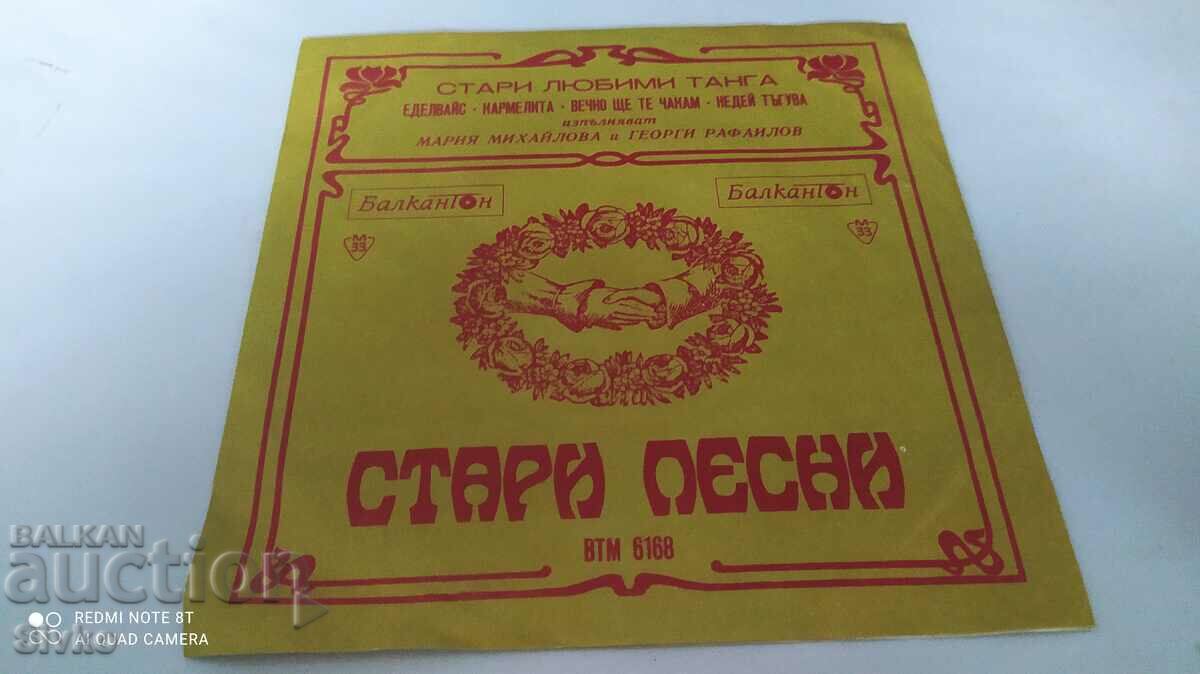 СТАРИ ЛЮБИМИ ТАНГА
ЕДЕЛВАЙС · КАРМЕЛИТА · ВЕЧНО ЩЕ ТЕ ЧАКАМ · НЕДЕЙ ТЪГУВА
изпълняват
МАРИЯ МИХАЙЛОВА и ГЕОРГИ РАФАИЛОВ
Балкантон
Балкантон
М 33
М 33
СТАРИ ПЕСНИ
ВТМ 6168
BALKAN
auction
REDMI NOTE 8T
AI QUAD CAMERA
sivko